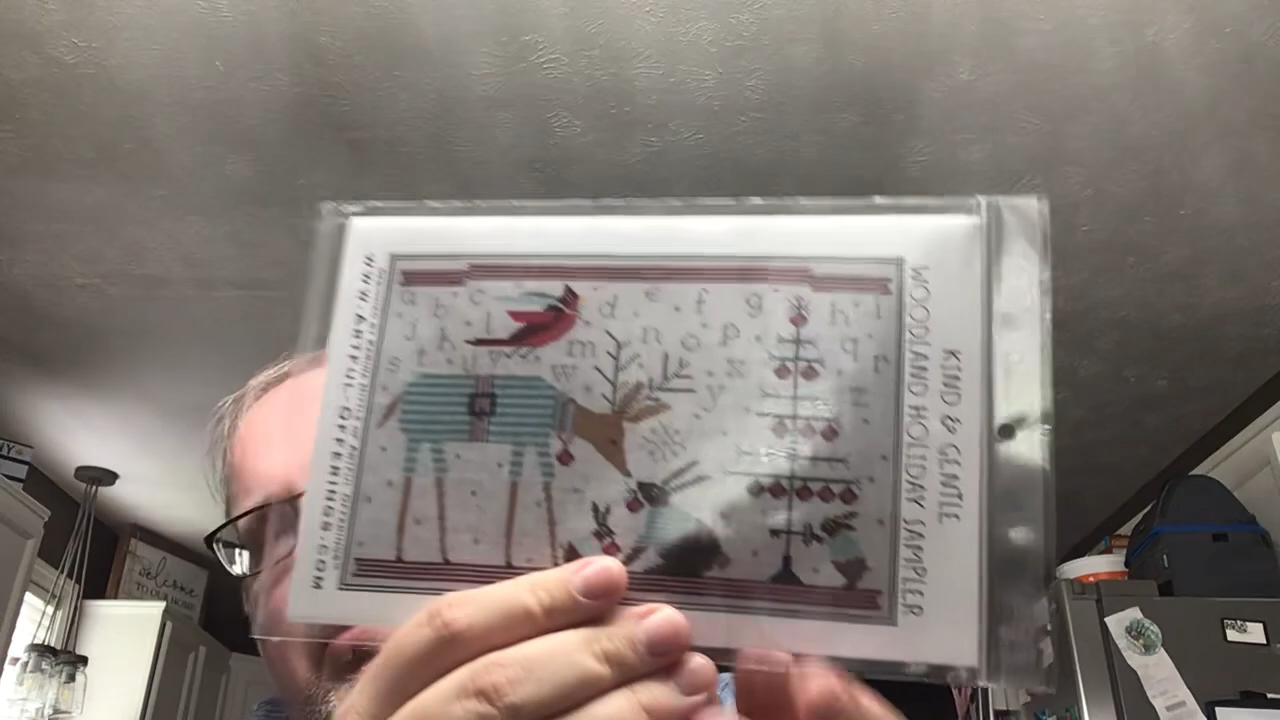 KIND & GENTLE
WOODLAND HOLIDAY SAMPLER
a b c d e f g h i
j k l m n o p q r
s t u v w x y z
WWW.ARTFUL-OFFERINGS.COM
welcome
TO OUR HOME